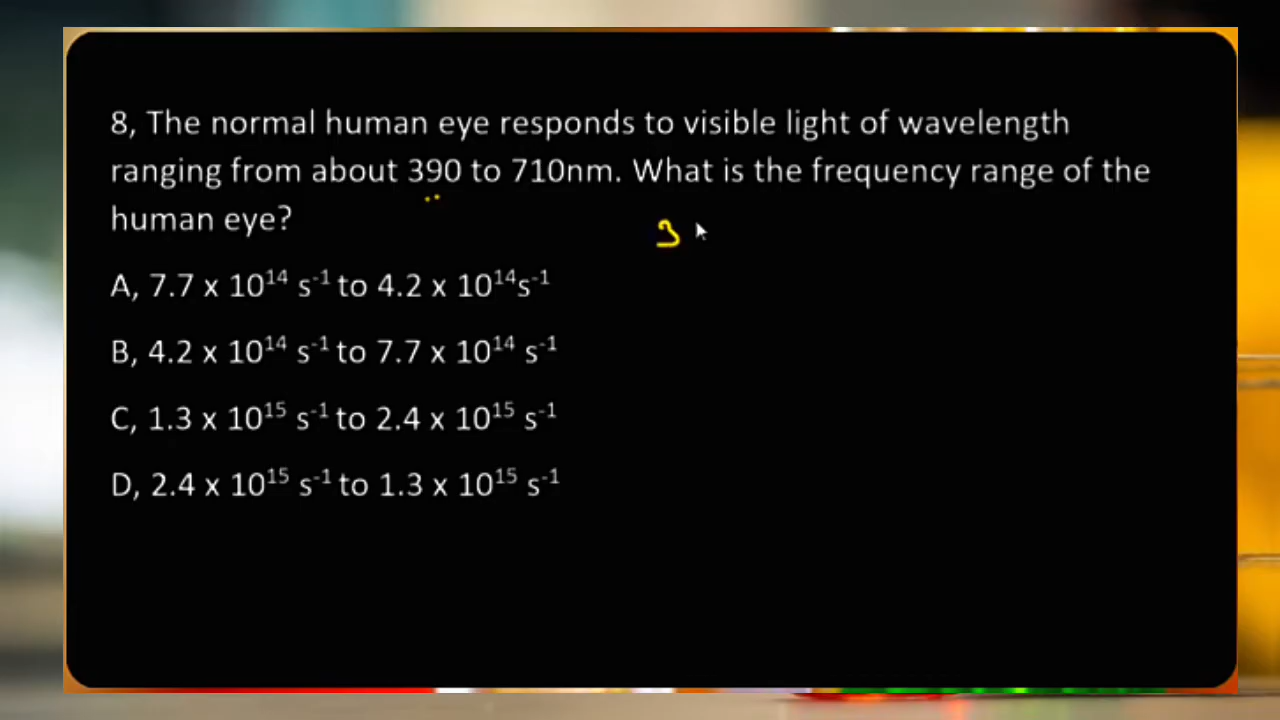 8, The normal human eye responds to visible light of wavelength
ranging from about 390 to 710nm. What is the frequency range of the
human eye?
A, 7.7 x 10¹⁴ s⁻¹ to 4.2 x 10¹⁴s⁻¹
B, 4.2 x 10¹⁴ s⁻¹ to 7.7 x 10¹⁴ s⁻¹
C, 1.3 x 10¹⁵ s⁻¹ to 2.4 x 10¹⁵ s⁻¹
D, 2.4 x 10¹⁵ s⁻¹ to 1.3 x 10¹⁵ s⁻¹